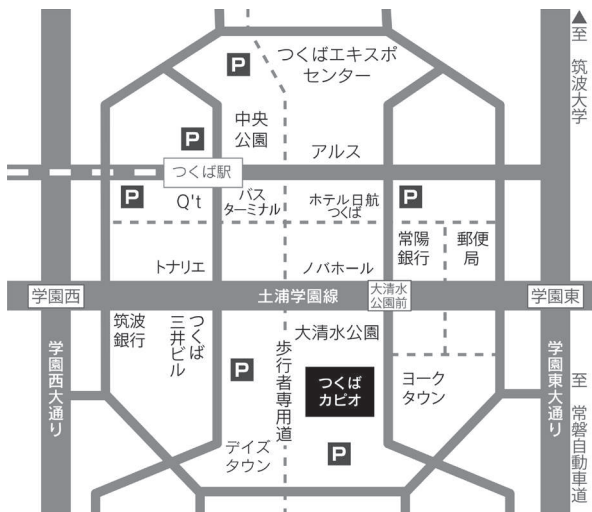 ▲至 筑波大学
P
つくばエキスポ
センター
中央
公園
P
アルス
つくば駅
P
Q't
バス
ターミナル
ホテル日航
つくば
P
常陽
銀行
郵便
局
トナリエ
ノバホール
学園西
土浦学園線
大清水
公園前
学園東
筑波
銀行
つくば
三井ビル
大清水公園
学園西大通り
歩行者専用道
P
つくば
カピオ
ヨーク
タウン
学園東大通り
至 常磐自動車道
デイズ
タウン
P